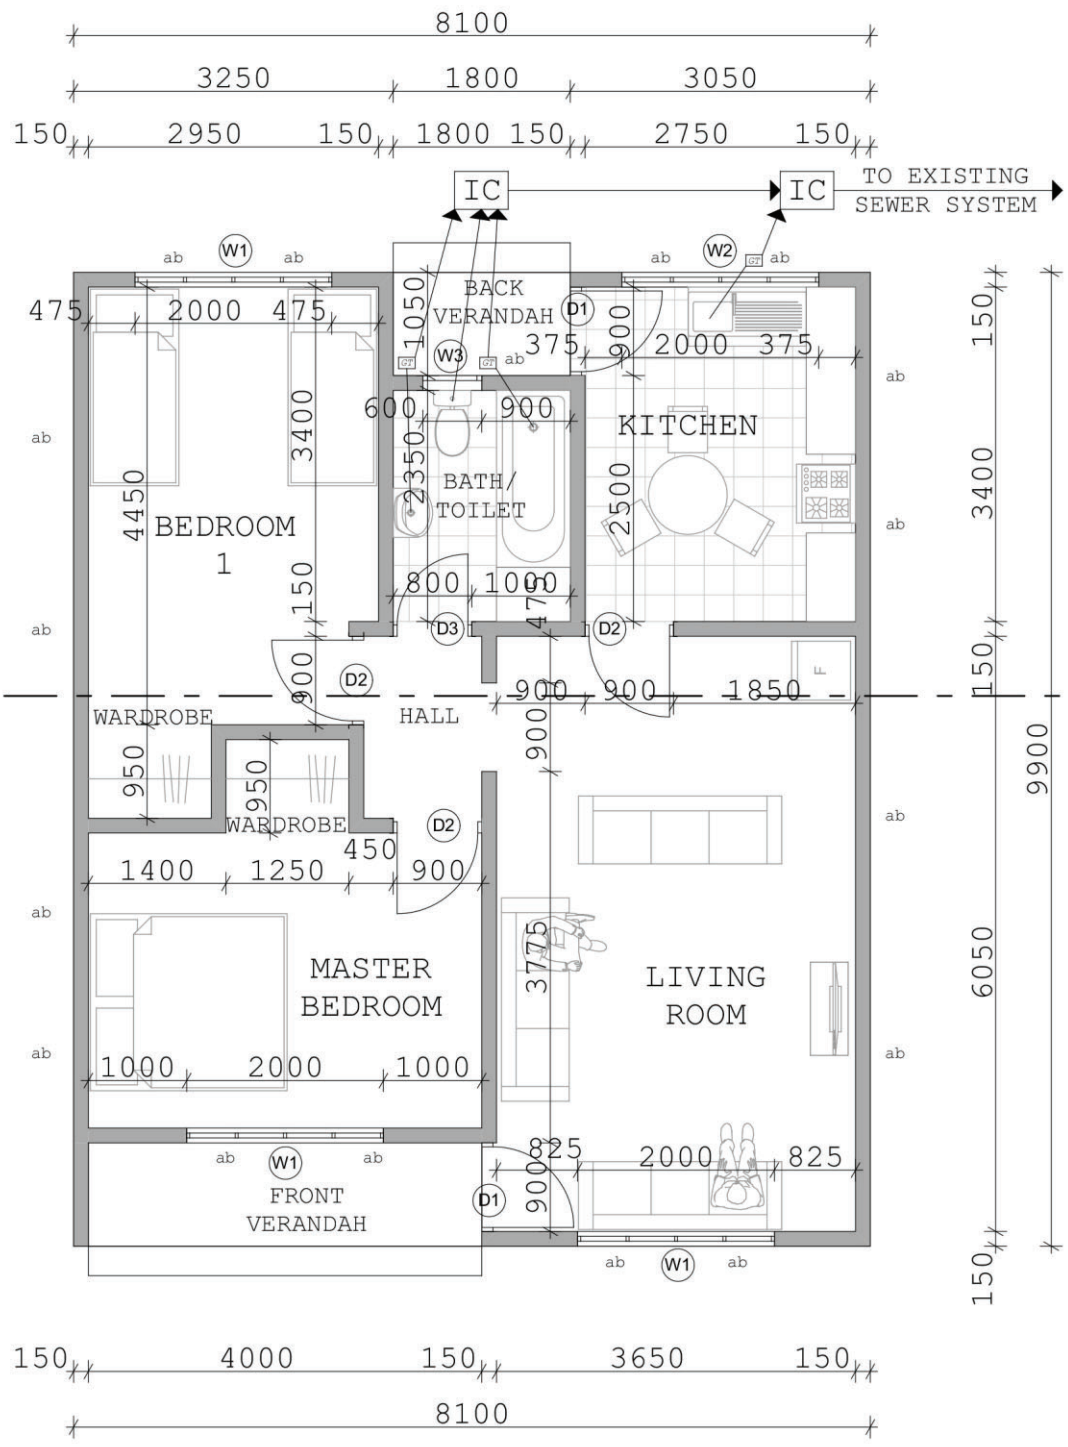 8100
3250 1800 3050
150 2950 150 1800 150 2750 150
IC IC TO EXISTING
SEWER SYSTEM
ab W1 ab ab W2 GT ab
BACK
VERANDAH
1050
D1
150
475 2000 475
900
375 2000 375
GT W3 GT ab
ab
600 900
KITCHEN
3400
ab
2350
BATH/
TOILET
4450
2500
3400
BEDROOM
1
ab
150
800 1000
475
ab
D3 D2
900
D2
150
F
900 900 1850
WARDROBE
HALL
900
9900
950
950
WARDROBE
D2
ab
450
1400 1250 900
ab
3775
MASTER
BEDROOM
LIVING
ROOM
6050
ab
ab
1000 2000 1000
825 2000 825
ab W1 ab
900
D1
FRONT
VERANDAH
ab W1 ab
150
150 4000 150 3650 150
8100